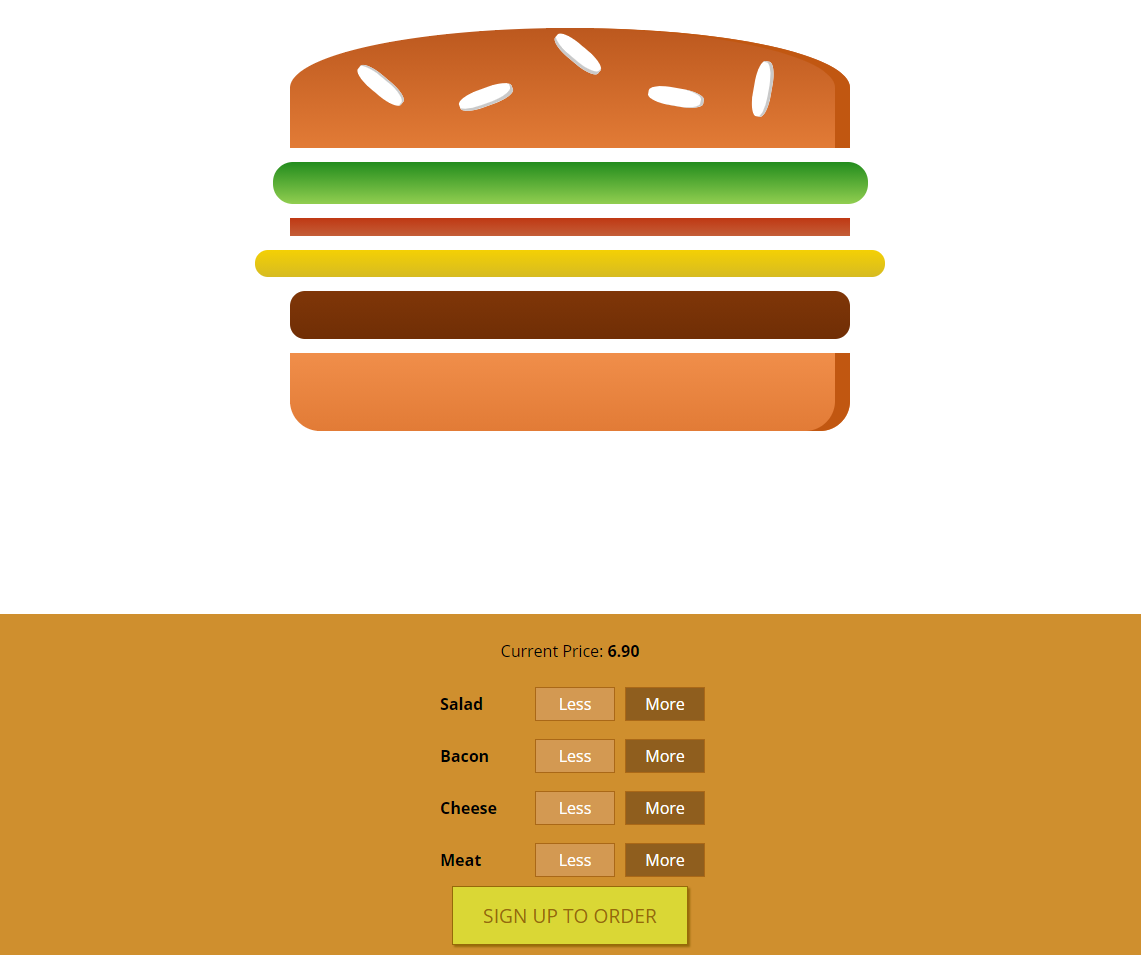 Current Price: 6.90
Salad Less More
Bacon Less More
Cheese Less More
Meat Less More
SIGN UP TO ORDER